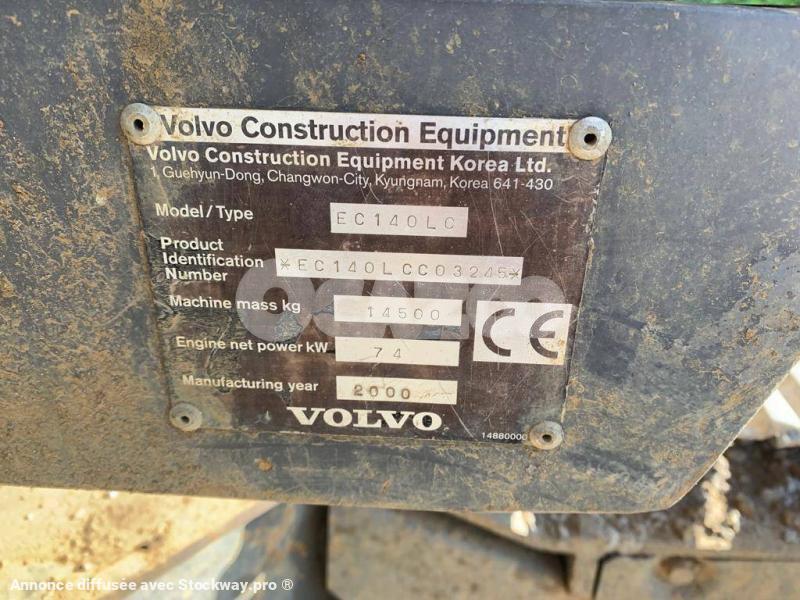 Volvo Construction Equipment
Volvo Construction Equipment Korea Ltd.
1, Guehyun-Dong, Changwon-City, Kyungnam, Korea 641-430
Model/Type EC140LC
Product
Identification
Number *EC140LCC03245*
Machine mass kg 14500
Engine net power kW 74
CE
Manufacturing year 2000
VOLVO
14880000
Annonce diffusée avec Stockway.pro ®